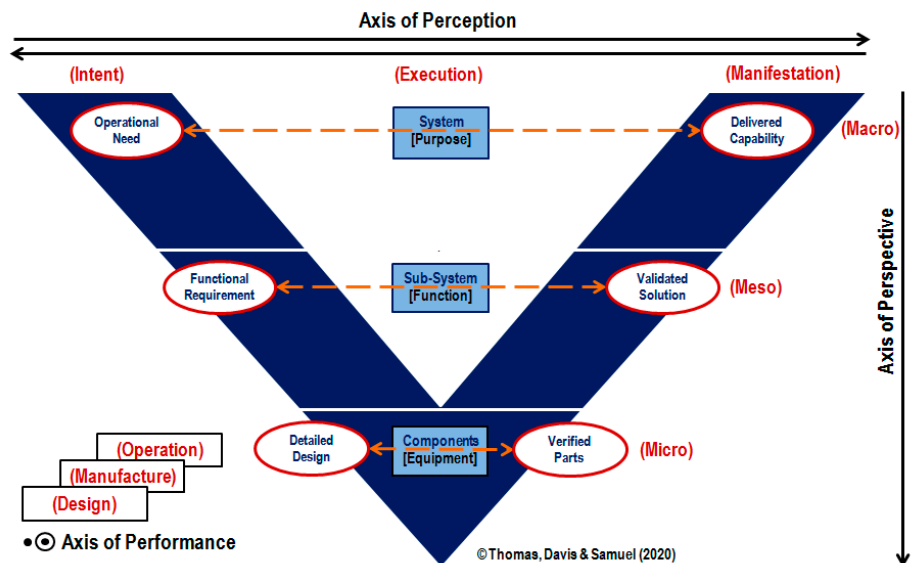 Axis of Perception
(Intent)
(Execution)
(Manifestation)
Operational
Need
System
[Purpose]
Delivered
Capability
(Macro)
Functional
Requirement
Sub-System
[Function]
Validated
Solution
(Meso)
Axis of Perspective
Detailed
Design
Components
[Equipment]
Verified
Parts
(Micro)
(Operation)
(Manufacture)
(Design)
Axis of Performance
© Thomas, Davis & Samuel (2020)